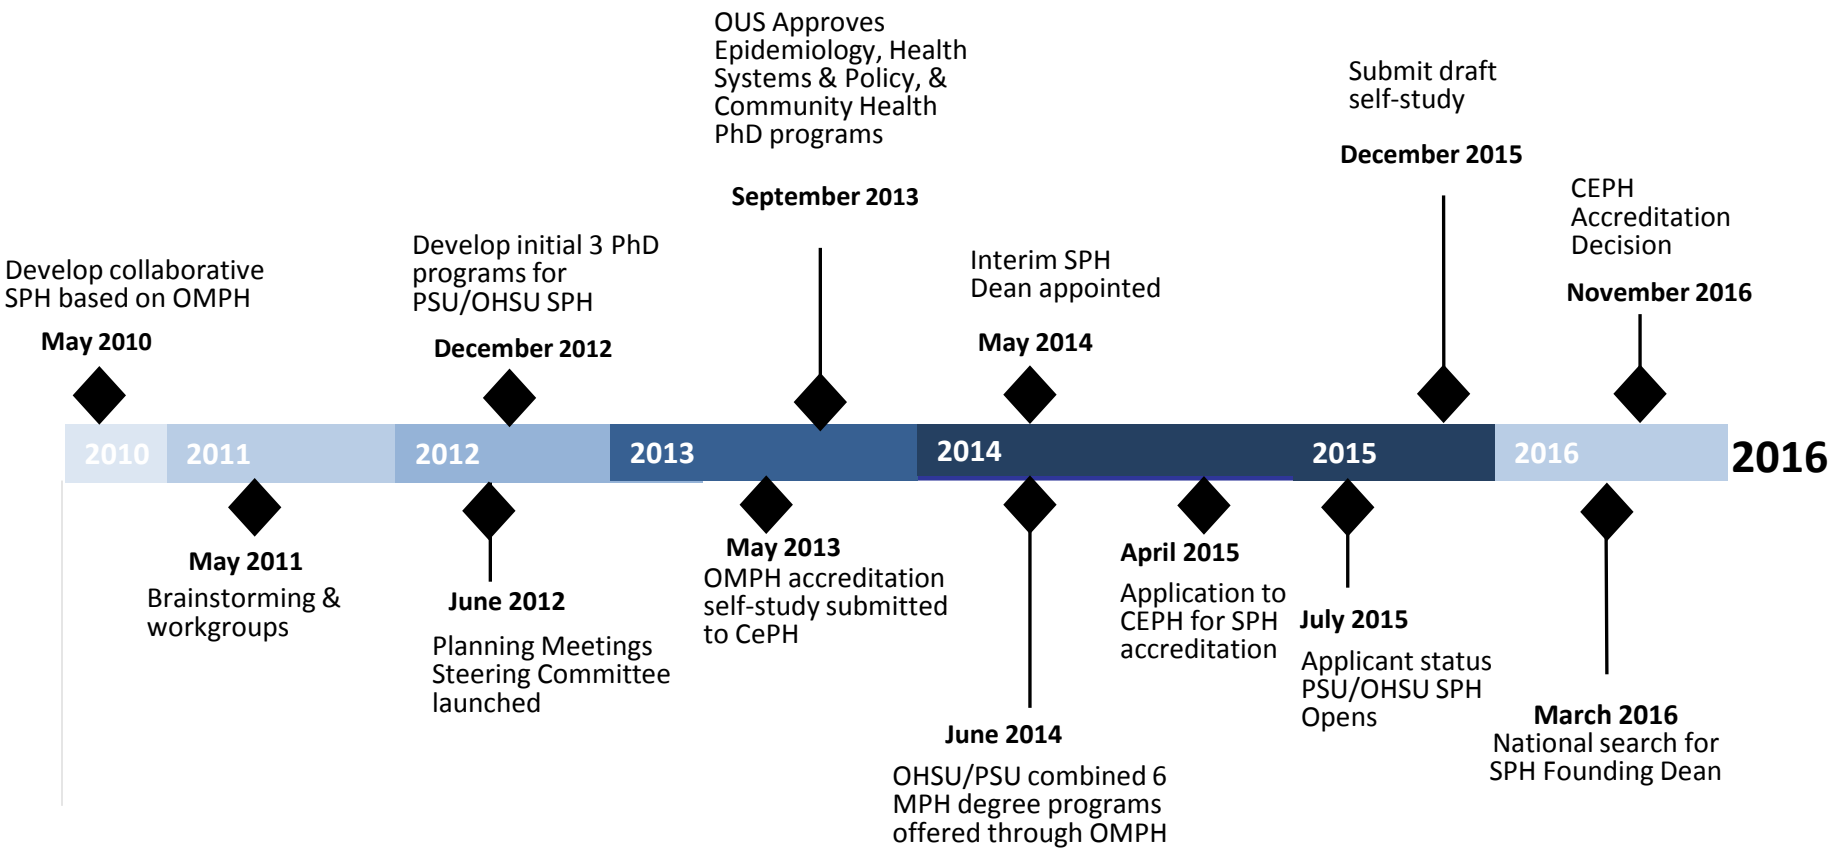 OUS Approves
Epidemiology, Health
Systems & Policy, &
Community Health
PhD programs
September 2013
Submit draft
self-study
December 2015
CEPH
Accreditation
Decision
November 2016
Develop collaborative
SPH based on OMPH
May 2010
Develop initial 3 PhD
programs for
PSU/OHSU SPH
December 2012
Interim SPH
Dean appointed
May 2014
2010
2011
2012
2013
2014
2015
2016
2016
May 2011
Brainstorming &
workgroups
June 2012
Planning Meetings
Steering Committee
launched
May 2013
OMPH accreditation
self-study submitted
to CePH
June 2014
OHSU/PSU combined 6
MPH degree programs
offered through OMPH
April 2015
Application to
CEPH for SPH
accreditation
July 2015
Applicant status
PSU/OHSU SPH
Opens
March 2016
National search for
SPH Founding Dean